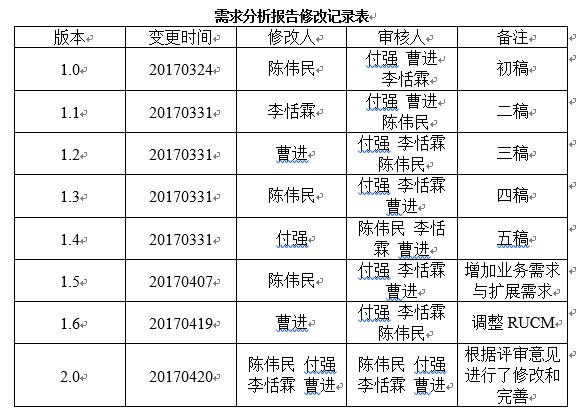 需求分析报告修改记录表
版本 变更时间 修改人 审核人 备注
1.0 20170324 陈伟民 付强 曹进 初稿
李恬霖
1.1 20170331 李恬霖 付强 曹进 二稿
陈伟民
1.2 20170331 曹进 付强 李恬霖 三稿
陈伟民
1.3 20170331 陈伟民 付强 李恬霖 四稿
曹进
1.4 20170331 付强 陈伟民 李恬 五稿
霖 曹进
1.5 20170407 陈伟民 付强 李恬霖 增加业务需求
曹进 与扩展需求
1.6 20170419 曹进 付强 李恬霖 调整 RUCM
陈伟民
2.0 20170420 陈伟民 付强 陈伟民 付强 根据评审意见
李恬霖 曹进 李恬霖 曹进 进行了修改和
完善